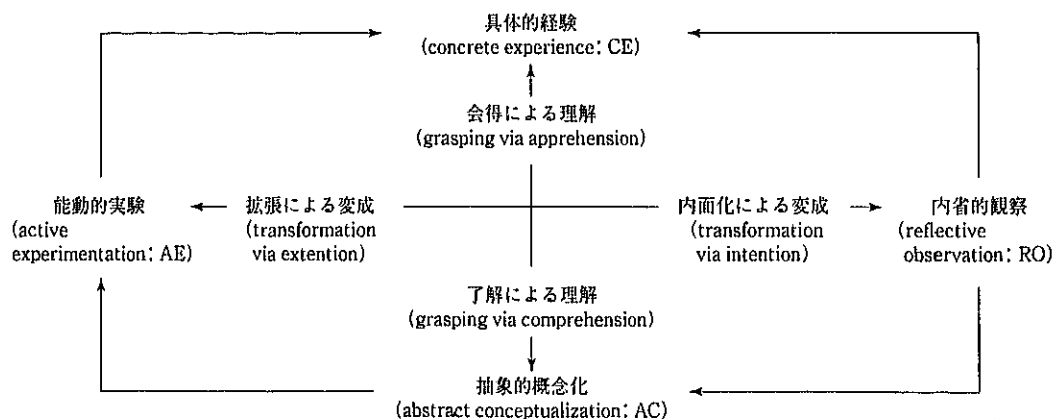 具体的経験
(concrete experience: CE)
会得による理解
(grasping via apprehension)
能動的実験
(active
experimentation: AE)
拡張による変成
(transformation
via extention)
内面化による変成
(transformation
via intention)
内省的観察
(reflective
observation: RO)
了解による理解
(grasping via comprehension)
抽象的概念化
(abstract conceptualization: AC)